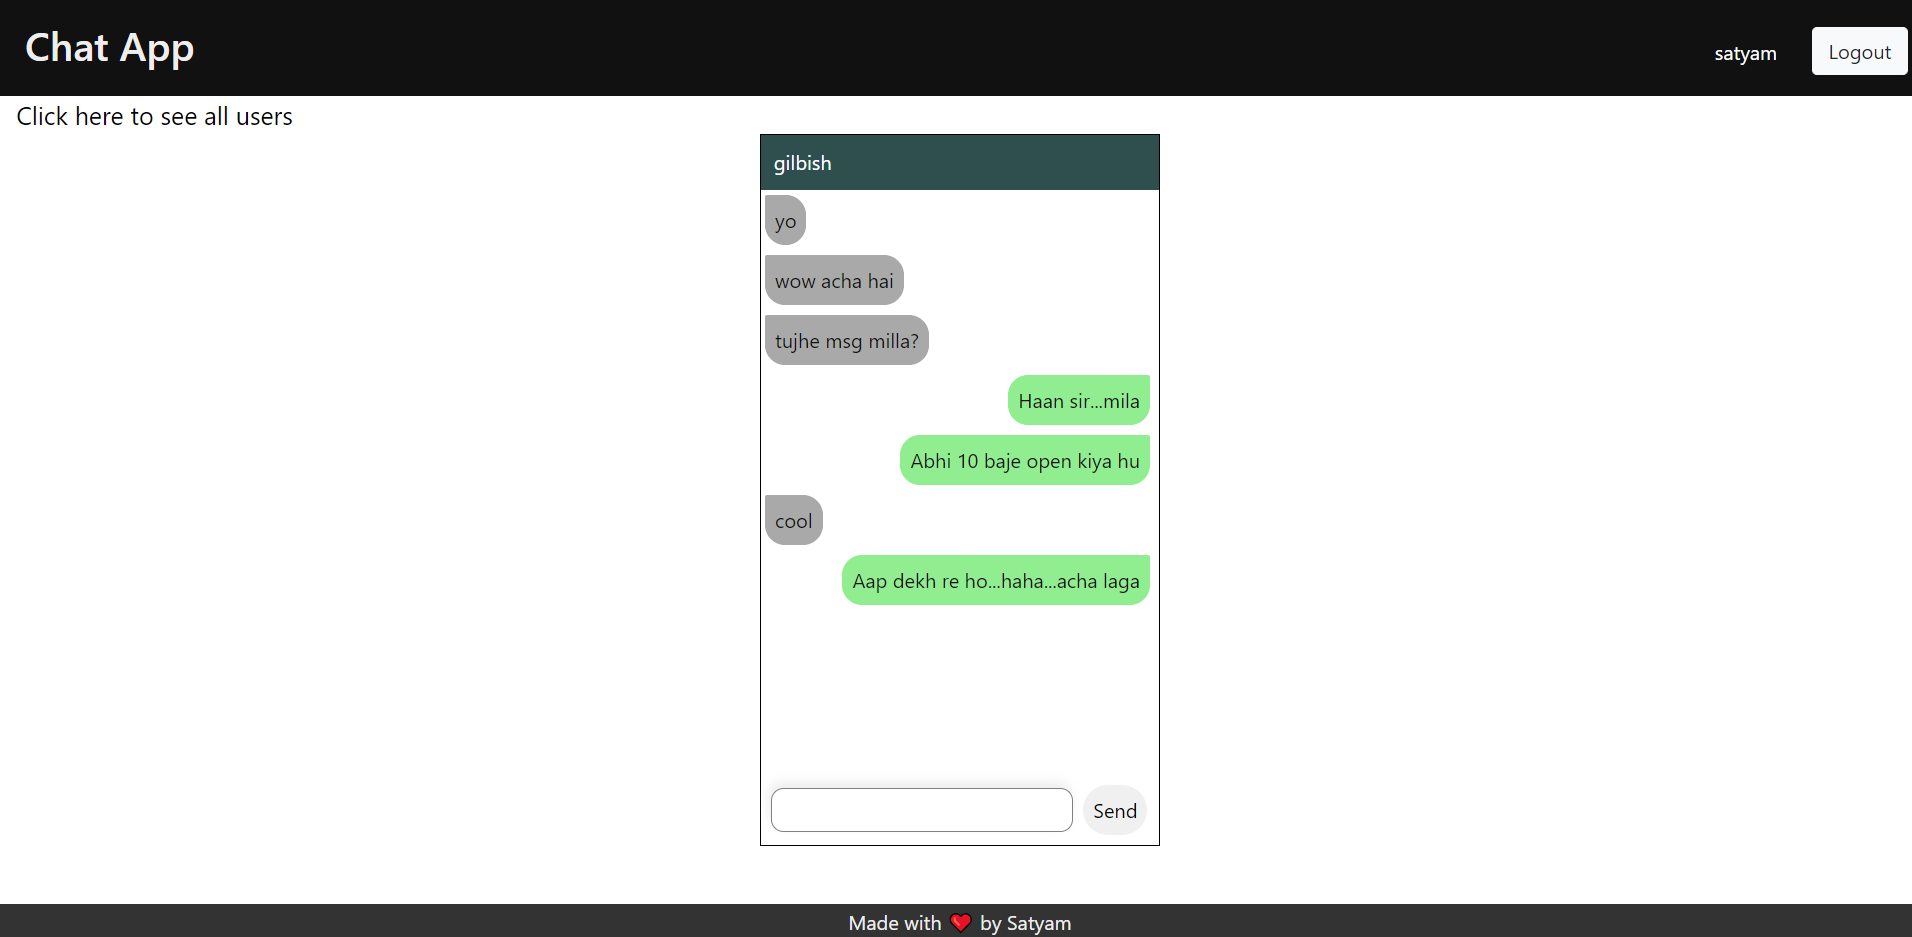 Chat App
satyam
Logout
Click here to see all users
gilbish
yo
wow acha hai
tujhe msg milla?
Haan sir...mila
Abhi 10 baje open kiya hu
cool
Aap dekh re ho...haha...acha laga
Send
Made with ❤️ by Satyam